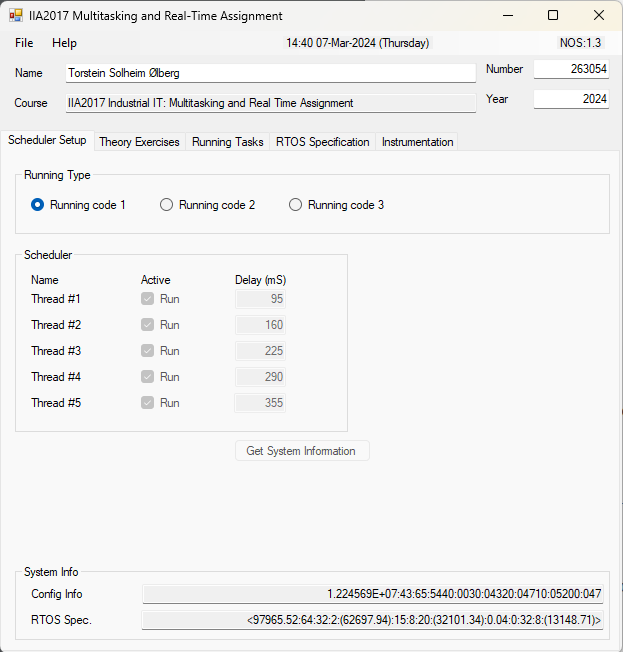 IIA2017 Multitasking and Real-Time Assignment
File Help 14:40 07-Mar-2024 (Thursday) NOS:1.3
Name Torstein Solheim Ølberg Number 263054
Course IIA2017 Industrial IT: Multitasking and Real Time Assignment Year 2024
Scheduler Setup Theory Exercises Running Tasks RTOS Specification Instrumentation
Running Type
Running code 1 Running code 2 Running code 3
Scheduler
Name Active Delay (mS)
Thread #1 Run 95
Thread #2 Run 160
Thread #3 Run 225
Thread #4 Run 290
Thread #5 Run 355
Get System Information
System Info
Config Info 1.224569E+07:43:65:5440:0030:04320:04710:05200:047
RTOS Spec. <97965.52:64:32:2:(62697.94):15:8:20:(32101.34):0.04:0:32:8:(13148.71)>